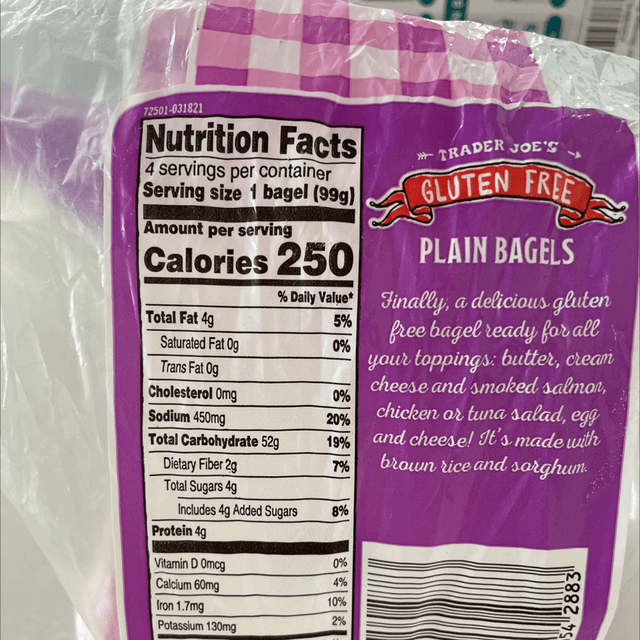 72501-031821
Nutrition Facts
4 servings per container
Serving size 1 bagel (99g)
Amount per serving
Calories 250
% Daily Value*
Total Fat 4g 5%
Saturated Fat 0g 0%
Trans Fat 0g
Cholesterol 0mg 0%
Sodium 450mg 20%
Total Carbohydrate 52g 19%
Dietary Fiber 2g 7%
Total Sugars 4g
Includes 4g Added Sugars 8%
Protein 4g
Vitamin D 0mcg 0%
Calcium 60mg 4%
Iron 1.7mg 10%
Potassium 130mg 2%
TRADER JOE'S
GLUTEN FREE
PLAIN BAGELS
Finally, a delicious gluten
free bagel ready for all
your toppings: butter, cream
cheese and smoked salmon,
chicken or tuna salad, egg
and cheese! It's made with
brown rice and sorghum.
54 2883